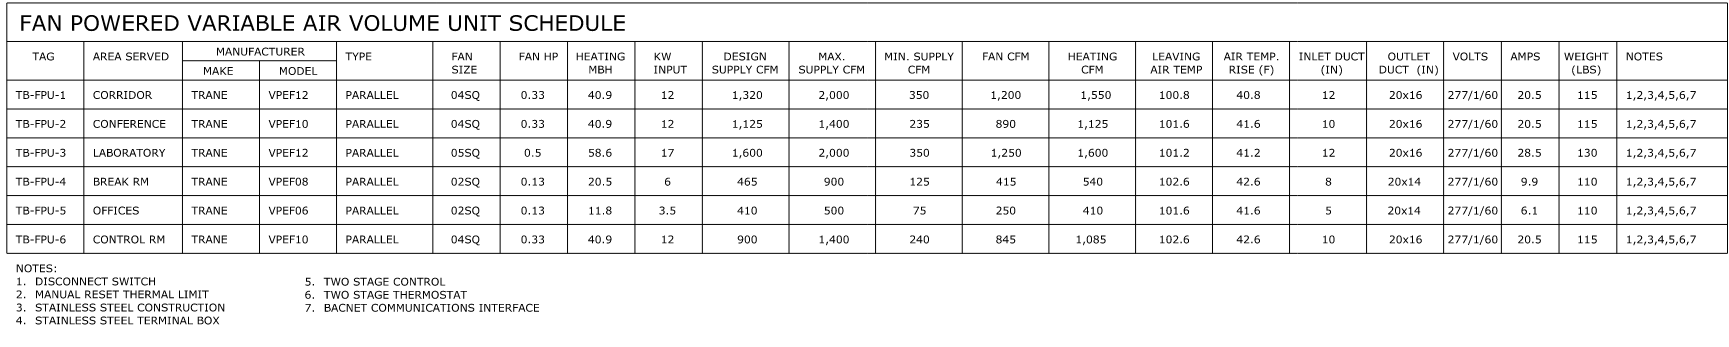 FAN POWERED VARIABLE AIR VOLUME UNIT SCHEDULE
TAG AREA SERVED MANUFACTURER MAKE MODEL TYPE FAN SIZE FAN HP HEATING MBH KW INPUT DESIGN SUPPLY CFM MAX. SUPPLY CFM MIN. SUPPLY CFM FAN CFM HEATING CFM LEAVING AIR TEMP AIR TEMP. RISE (F) INLET DUCT (IN) OUTLET DUCT (IN) VOLTS AMPS WEIGHT (LBS) NOTES
TB-FPU-1 CORRIDOR TRANE VPEF12 PARALLEL 04SQ 0.33 40.9 12 1,320 2,000 350 1,200 1,550 100.8 40.8 12 20x16 277/1/60 20.5 115 1,2,3,4,5,6,7
TB-FPU-2 CONFERENCE TRANE VPEF10 PARALLEL 04SQ 0.33 40.9 12 1,125 1,400 235 890 1,125 101.6 41.6 10 20x16 277/1/60 20.5 115 1,2,3,4,5,6,7
TB-FPU-3 LABORATORY TRANE VPEF12 PARALLEL 05SQ 0.5 58.6 17 1,600 2,000 350 1,250 1,600 101.2 41.2 12 20x16 277/1/60 28.5 130 1,2,3,4,5,6,7
TB-FPU-4 BREAK RM TRANE VPEF08 PARALLEL 02SQ 0.13 20.5 6 465 900 125 415 540 102.6 42.6 8 20x14 277/1/60 9.9 110 1,2,3,4,5,6,7
TB-FPU-5 OFFICES TRANE VPEF06 PARALLEL 02SQ 0.13 11.8 3.5 410 500 75 250 410 101.6 41.6 5 20x14 277/1/60 6.1 110 1,2,3,4,5,6,7
TB-FPU-6 CONTROL RM TRANE VPEF10 PARALLEL 04SQ 0.33 40.9 12 900 1,400 240 845 1,085 102.6 42.6 10 20x16 277/1/60 20.5 115 1,2,3,4,5,6,7
NOTES:
1. DISCONNECT SWITCH
2. MANUAL RESET THERMAL LIMIT
3. STAINLESS STEEL CONSTRUCTION
4. STAINLESS STEEL TERMINAL BOX
5. TWO STAGE CONTROL
6. TWO STAGE THERMOSTAT
7. BACNET COMMUNICATIONS INTERFACE